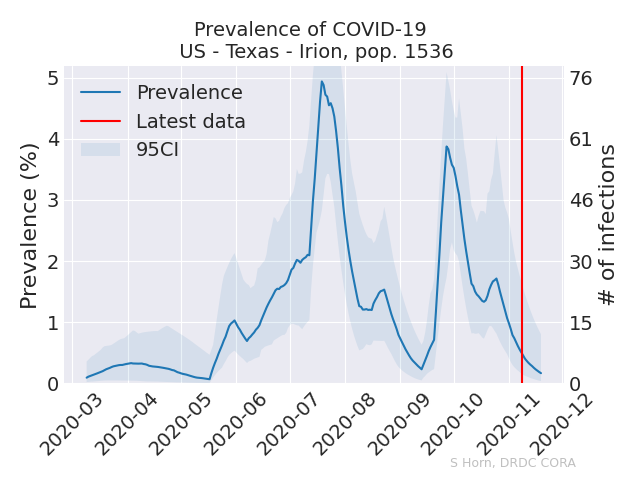 Prevalence of COVID-19
US - Texas - Irion, pop. 1536
Prevalence
Latest data
95CI
Prevalence (%)
5
4
3
2
1
0
76
61
46
30
15
0
# of infections
2020-03
2020-04
2020-05
2020-06
2020-07
2020-08
2020-09
2020-10
2020-11
2020-12
S Horn, DRDC CORA